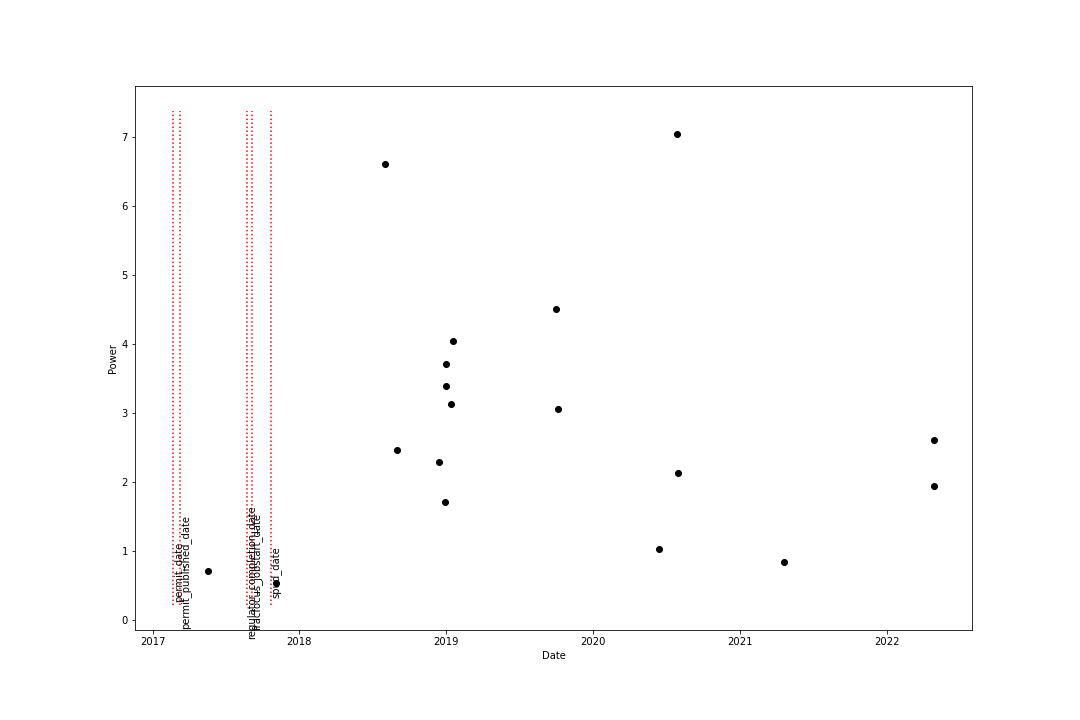 7
6
5
4
3
2
1
0
Power
permit_date
permit_published_date
regulator_completion_date
fracfocus_jobstart_date
spud_date
2017 2018 2019 2020 2021 2022
Date